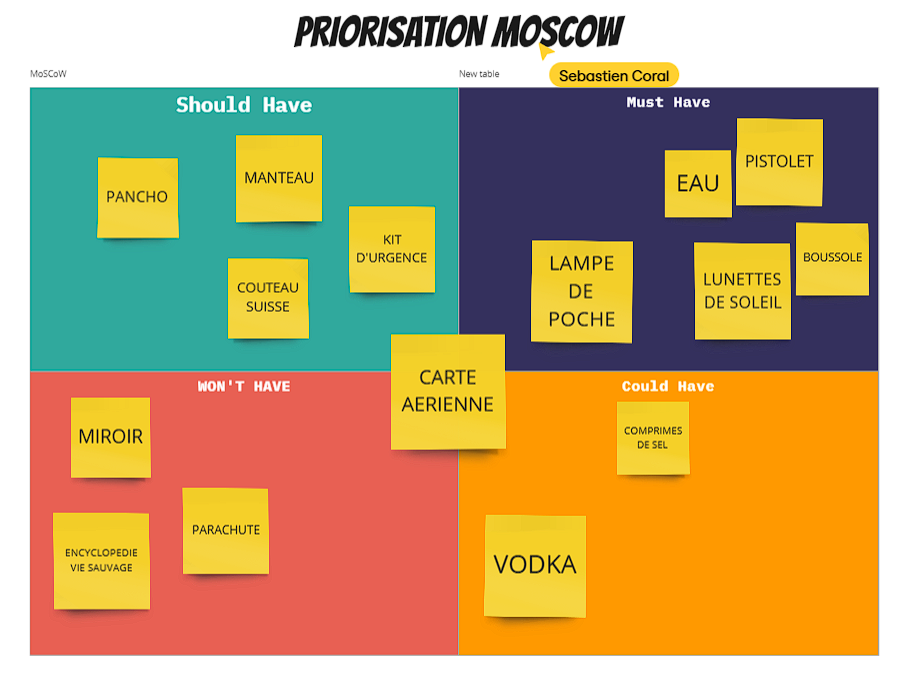 PRIORISATION MOSCOW
MoSCoW
New table
Sebastien Coral
Should Have
PANCHO
MANTEAU
KIT
D'URGENCE
COUTEAU
SUISSE
Must Have
EAU
PISTOLET
LAMPE
DE
POCHE
LUNETTES
DE SOLEIL
BOUSSOLE
CARTE
AERIENNE
WON'T HAVE
MIROIR
PARACHUTE
ENCYCLOPEDIE
VIE SAUVAGE
Could Have
COMPRIMES
DE SEL
VODKA